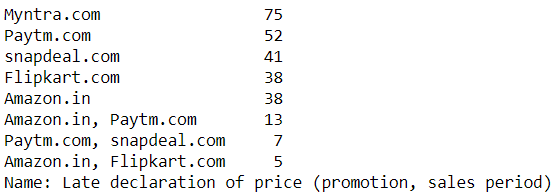 Myntra.com 75
Paytm.com 52
snapdeal.com 41
Flipkart.com 38
Amazon.in 38
Amazon.in, Paytm.com 13
Paytm.com, snapdeal.com 7
Amazon.in, Flipkart.com 5
Name: Late declaration of price (promotion, sales period)